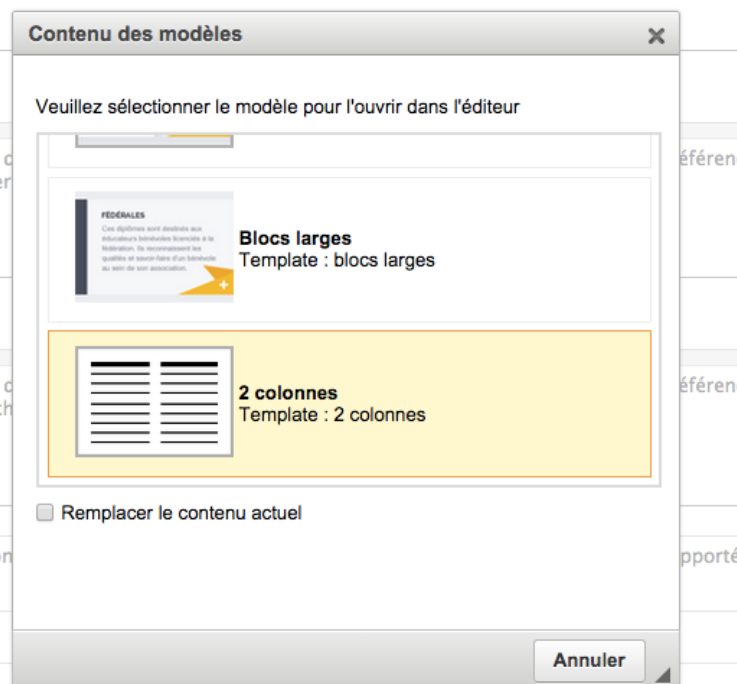 Contenu des modèles
Veuillez sélectionner le modèle pour l'ouvrir dans l'éditeur
FÉDÉRALES
Ces diplômes sont destinés aux
éducateurs bénévoles licenciés à la
fédération. Ils reconnaissent les
qualités et savoir-faire d'un bénévole
au sein de son association.
Blocs larges
Template : blocs larges
2 colonnes
Template : 2 colonnes
Remplacer le contenu actuel
Annuler